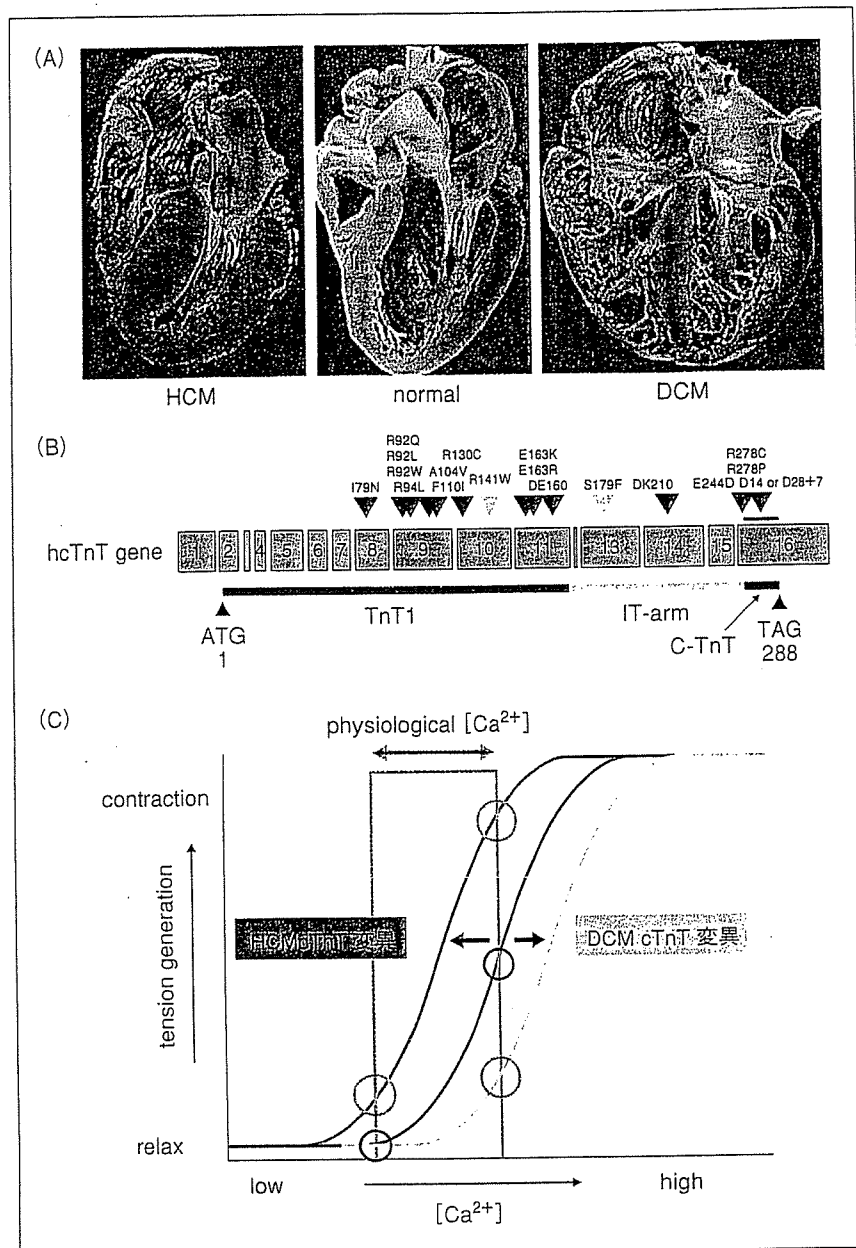 (A)
HCM
normal
DCM
(B)
R92Q
R92L
R92W
R94L
I79N
A104V
F110I
R130C
R141W
E163K
E163R
DE160
S179F
DK210
E244D
R278C
R278P
D14 or D28+7
hcTnT gene
1 2 4 5 6 7 8 9 10 11 13 5 6
ATG
1
TnT1
IT-arm
C-TnT
TAG
288
(C)
physiological [Ca²⁺]
contraction
tension generation
HCM cTnT 変異
DCM cTnT 変異
relax
low
high
[Ca²⁺]